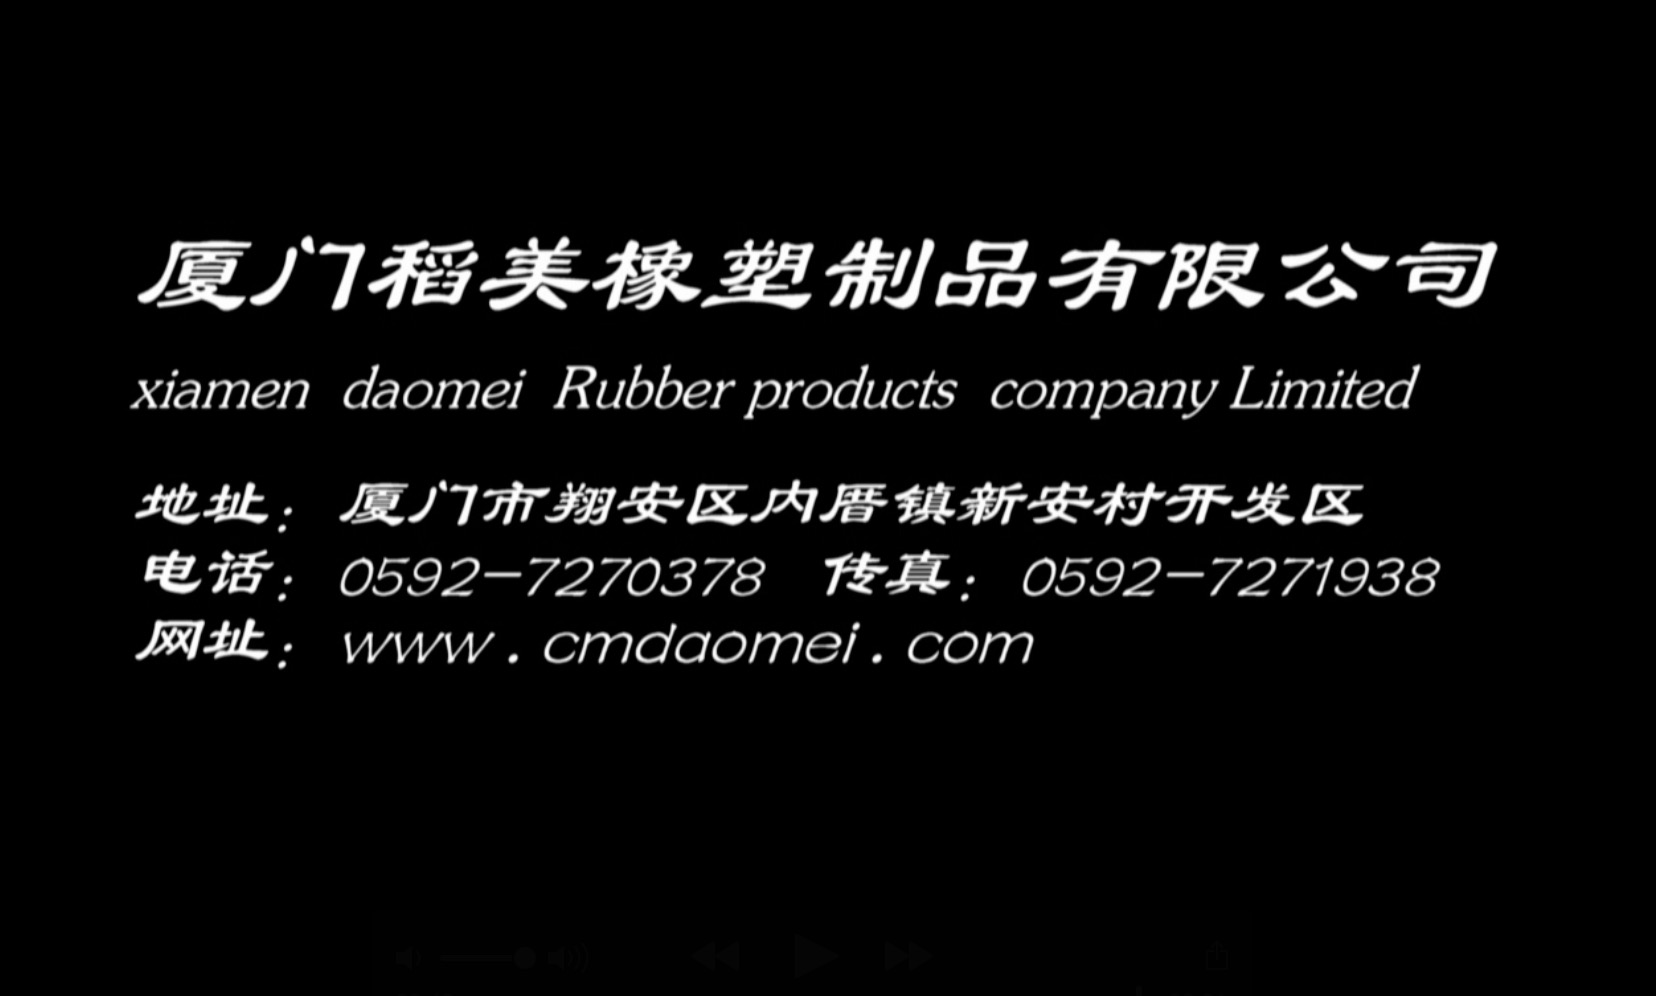 厦门稻美橡塑制品有限公司
xiamen daomei Rubber products company Limited
地址：厦门市翔安区内厝镇新安村开发区
电话：0592-7270378 传真：0592-7271938
网址：www.cmdaomei.com